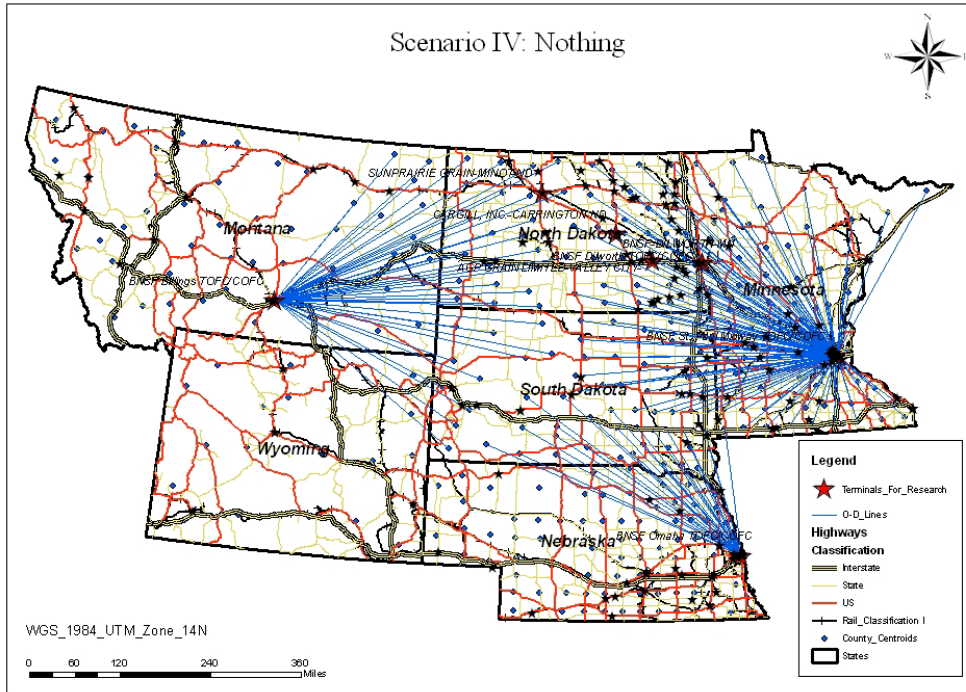 Scenario IV: Nothing
N
W
S
SUNPRAIRIE GRAIN-MINOT,ND
CARGILL, INC-CARRINGTON ND
Montana
North Dakota
BNSF Billings TOFC/COFC
Minnesota
South Dakota
Wyoming
Nebraska
BNSF Omaha
Legend
Terminals_For_Research
O-D_Lines
Highways
Classification
Interstate
State
US
Rail_Classification I
County_Centroids
States
WGS_1984_UTM_Zone_14N
0 30 60 120 240 360
Miles